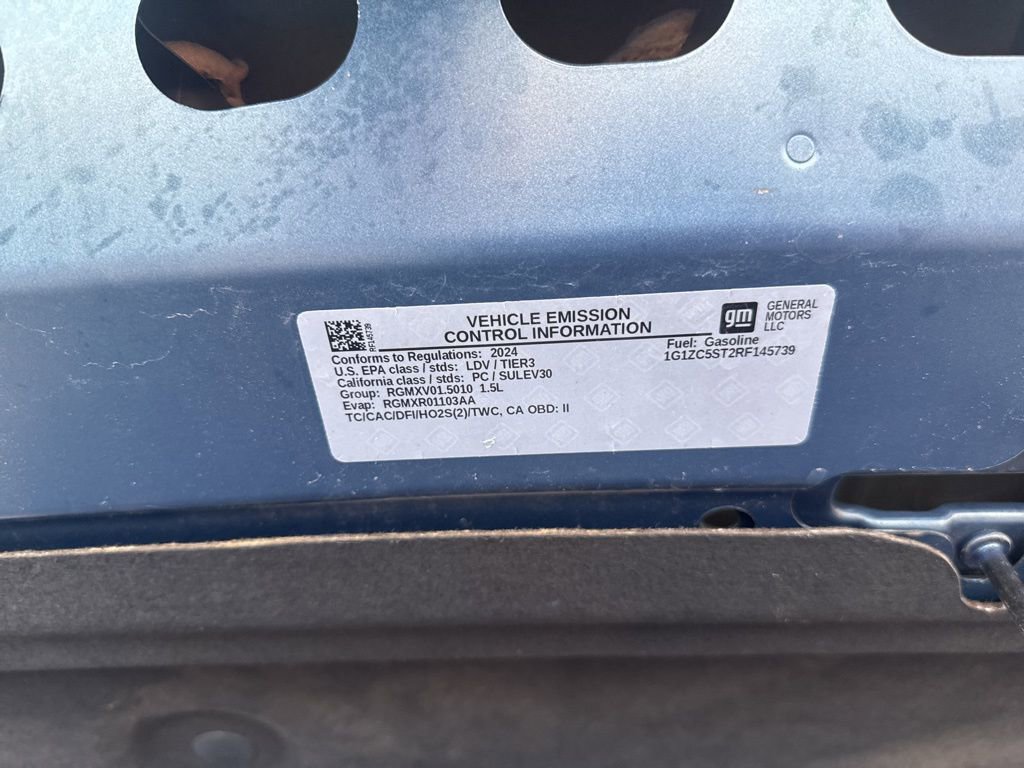 VEHICLE EMISSION
CONTROL INFORMATION
gm
GENERAL
MOTORS
LLC
RF145739
Conforms to Regulations: 2024
U.S. EPA class / stds: LDV / TIER3
California class / stds: PC / SULEV30
Group: RGMXV01.5010 1.5L
Evap: RGMXR01103AA
TC/CAC/DFI/HO2S(2)/TWC, CA OBD: II
Fuel: Gasoline
1G1ZC5ST2RF145739